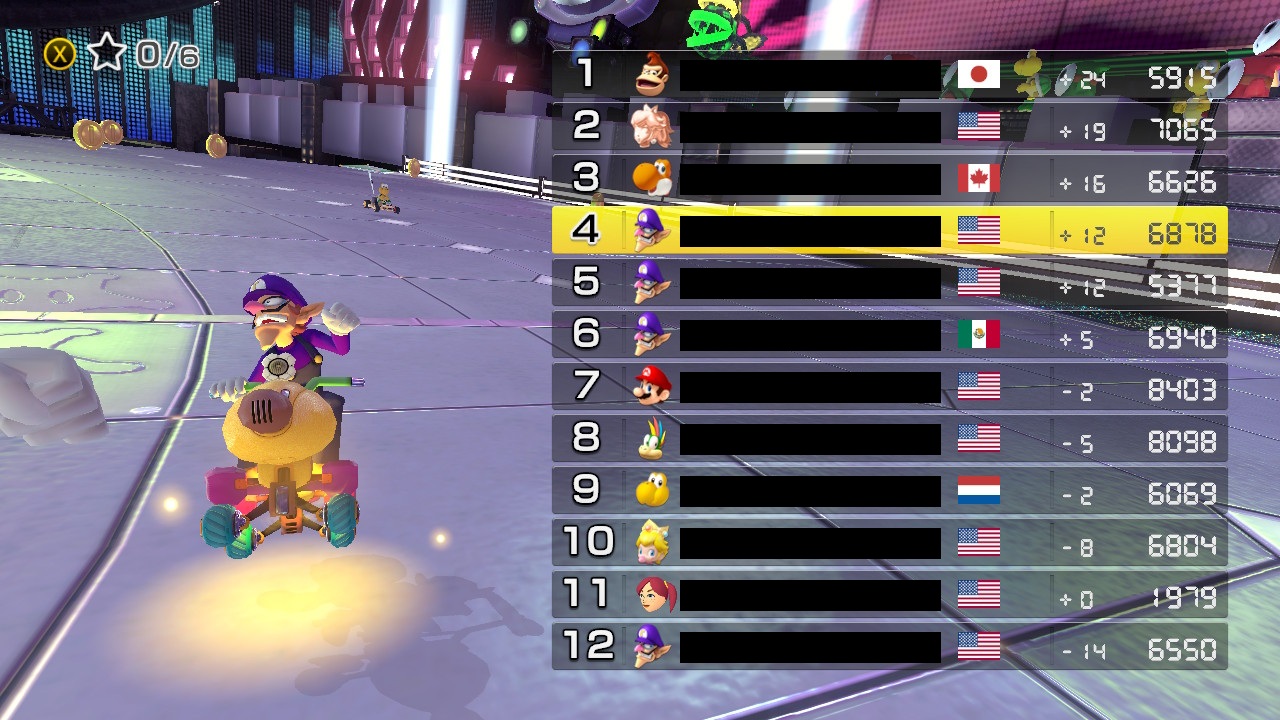 X 0/6
1 + 24 5915
2 + 19 7065
3 + 16 6626
4 + 12 6878
5 + 12 5377
6 + 5 6940
7 - 2 8403
8 - 5 8098
9 - 2 6069
10 - 8 6804
11 + 0 1979
12 - 14 6550